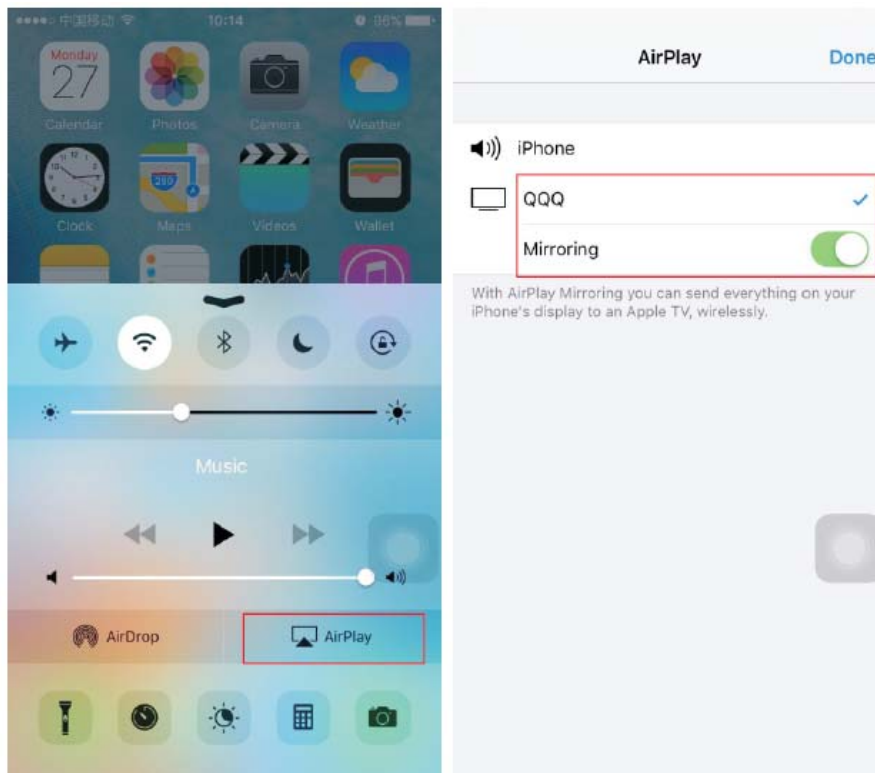 中国移动
10:14
86%
Monday
27
Calendar
Photos
Camera
Weather
12
280
Clock
Maps
Videos
Wallet
Music
AirDrop
AirPlay
AirPlay
Done
iPhone
QQQ
Mirroring
With AirPlay Mirroring you can send everything on your
iPhone's display to an Apple TV, wirelessly.